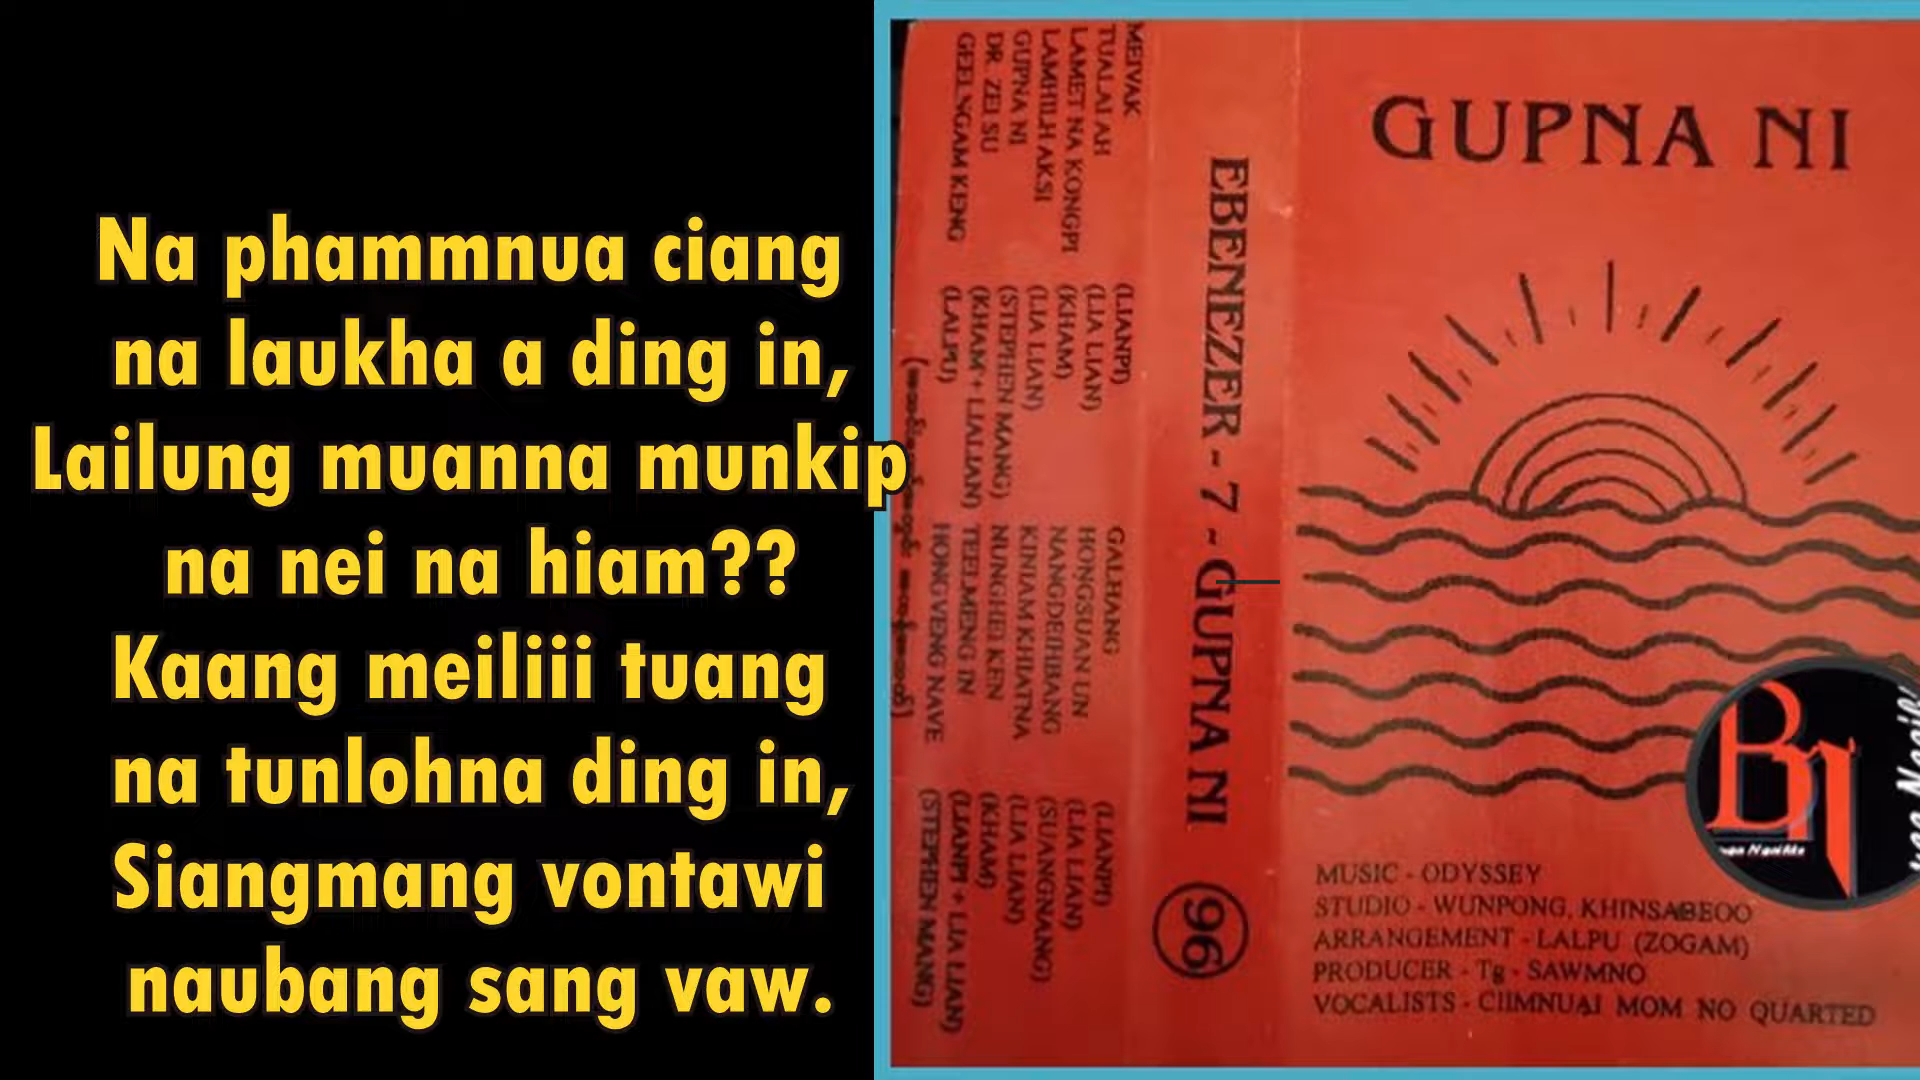 Na phammnua ciang
na laukha a ding in,
Lailung muanna munkip
na nei na hiam??
Kaang meiliii tuang
na tunlohna ding in,
Siangmang vontawi
naubang sang vaw.
MEIVAK
TUALAI AH
LAMET NA KONGPI
LAMHILH AKSI
GUPNA NI
DR. ZEI SU
GEEL NGAM KENG
(LIANPI)
(LIA LIAN)
(KHAM)
(LIA LIAN)
(STEPHEN MANG)
(KHAM + LIALIAN)
(LALPU)
GALHANG
HONGSUAN UN
NANGDEIHBANG
KINIAM KHIATNA
NUNGHEI KEN
TEELMENG IN
HONGVENG NAVE
(LIANPI)
(LIA LIAN)
(SUANGNANG)
(LIA LIAN)
(KHAM)
(LIANPI + LIA LIAN)
(STEPHEN MANG)
EBENEZER - 7 - GUPNA NI
96
GUPNA NI
MUSIC - ODYSSEY
STUDIO - WUNPONG, KHINSABEOO
ARRANGEMENT - LALPU (ZOGAM)
PRODUCER - Tg - SAWMNO
VOCALISTS - CIIMNUAI MOM NO QUARTED
BN